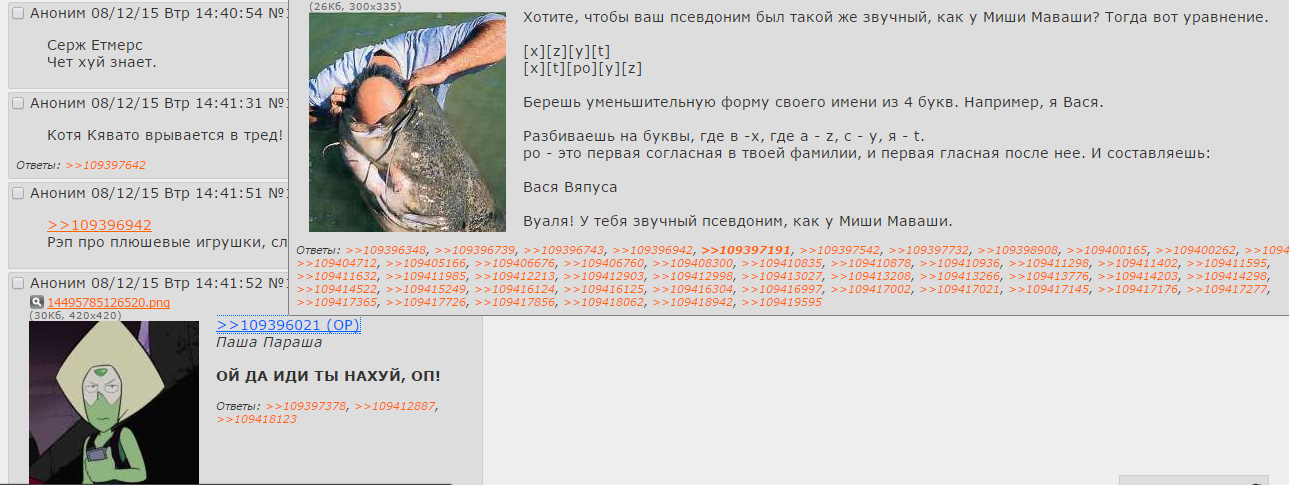 Аноним 08/12/15 Втр 14:40:54 №1
Серж Етмерс
Чет хуй знает.
Аноним 08/12/15 Втр 14:41:31 №1
Котя Кявато врывается в тред!
Ответы: >>109397642
Аноним 08/12/15 Втр 14:41:51 №1
>>109396942
Рэп про плюшевые игрушки, сл
Аноним 08/12/15 Втр 14:41:52 №1
14495785126520.png
(30Кб, 420x420)
>>109396021 (OP)
Паша Параша
ОЙ ДА ИДИ ТЫ НАХУЙ, ОП!
Ответы: >>109397378, >>109412887,
>>109418123
(26Кб, 300x335)
Хотите, чтобы ваш псевдоним был такой же звучный, как у Миши Маваши? Тогда вот уравнение.
[x][z][y][t]
[x][t][po][y][z]
Берешь уменьшительную форму своего имени из 4 букв. Например, я Вася.
Разбиваешь на буквы, где в -x, где а - z, с - y, я - t.
po - это первая согласная в твоей фамилии, и первая гласная после нее. И составляешь:
Вася Вяпуса
Вуаля! У тебя звучный псевдоним, как у Миши Маваши.
Ответы: >>109396348, >>109396739, >>109396743, >>109396942, >>109397191, >>109397542, >>109397732, >>109398908, >>109400165, >>109400262, >>1094
>>109404712, >>109405166, >>109406676, >>109406760, >>109408300, >>109410835, >>109410878, >>109410936, >>109411298, >>109411402, >>109411595,
>>109411632, >>109411985, >>109412213, >>109412903, >>109412998, >>109413027, >>109413208, >>109413266, >>109413776, >>109414203, >>109414298,
>>109414522, >>109415249, >>109416124, >>109416125, >>109416304, >>109416997, >>109417002, >>109417021, >>109417145, >>109417176, >>109417277,
>>109417365, >>109417726, >>109417856, >>109418062, >>109418942, >>109419595